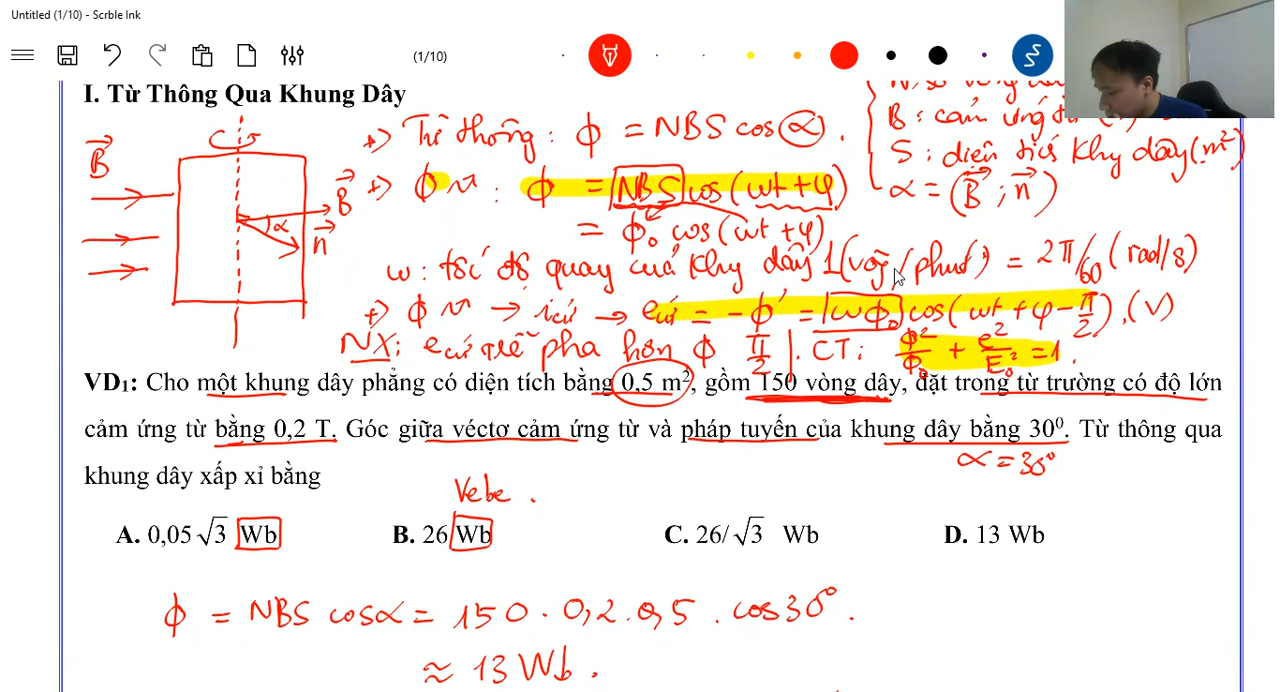 Untitled (1/10) - Scrble Ink
(1/10)
I. Từ Thông Qua Khung Dây
+) Từ thông: ϕ = NBS cos α.
B: cảm ứng từ
S: diện tích khung dây (m²)
α = (B⃗; n⃗)
B⃗
B⃗
α
n⃗
+) ϕ : ϕ = NBS cos(ωt + φ)
= ϕ₀ cos(ωt + φ)
ω: tốc độ quay của khung dây 1 (vòng/phút) = 2π/60 (rad/s)
+) ϕ → icứ → ecứ = -ϕ' = ωϕ₀ cos(ωt + φ - π/2).(V)
NX: ecứ trễ pha hơn ϕ π/2 | . CT: ϕ²/ϕ₀² + e²/E₀² = 1.
VD1: Cho một khung dây phẳng có diện tích bằng 0,5 m², gồm 150 vòng dây, đặt trong từ trường có độ lớn
cảm ứng từ bằng 0,2 T. Góc giữa véctơ cảm ứng từ và pháp tuyến của khung dây bằng 30⁰. Từ thông qua
α = 30°
khung dây xấp xỉ bằng
Vebe.
A. 0,05√3 Wb B. 26 Wb C. 26/√3 Wb D. 13 Wb
ϕ = NBS cosα = 150 . 0,2 . 0,5 . cos30°.
≈ 13 Wb.